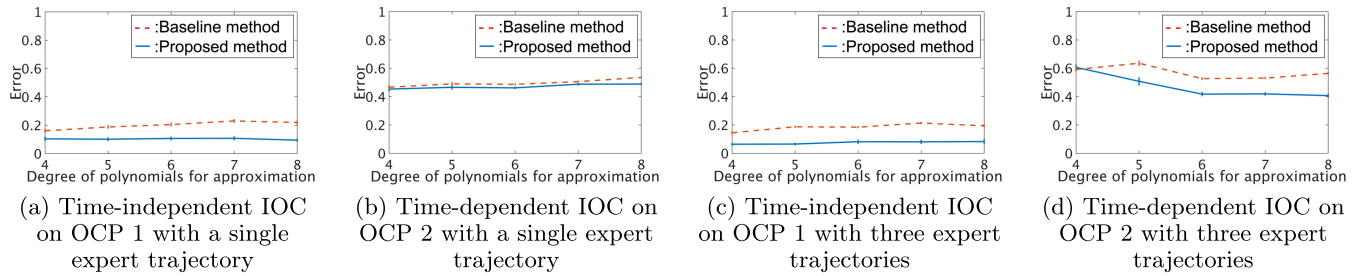 :Baseline method
:Proposed method
1
0.8
0.6
0.4
0.2
0
Error
4 5 6 7 8
Degree of polynomials for approximation
(a) Time-independent IOC
on OCP 1 with a single
expert trajectory
:Baseline method
:Proposed method
1
0.8
0.6
0.4
0.2
0
Error
4 5 6 7 8
Degree of polynomials for approximation
(b) Time-dependent IOC on
OCP 2 with a single expert
trajectory
:Baseline method
:Proposed method
1
0.8
0.6
0.4
0.2
0
Error
4 5 6 7 8
Degree of polynomials for approximation
(c) Time-independent IOC
on OCP 1 with three expert
trajectories
:Baseline method
:Proposed method
1
0.8
0.6
0.4
0.2
0
Error
4 5 6 7 8
Degree of polynomials for approximation
(d) Time-dependent IOC on
OCP 2 with three expert
trajectories